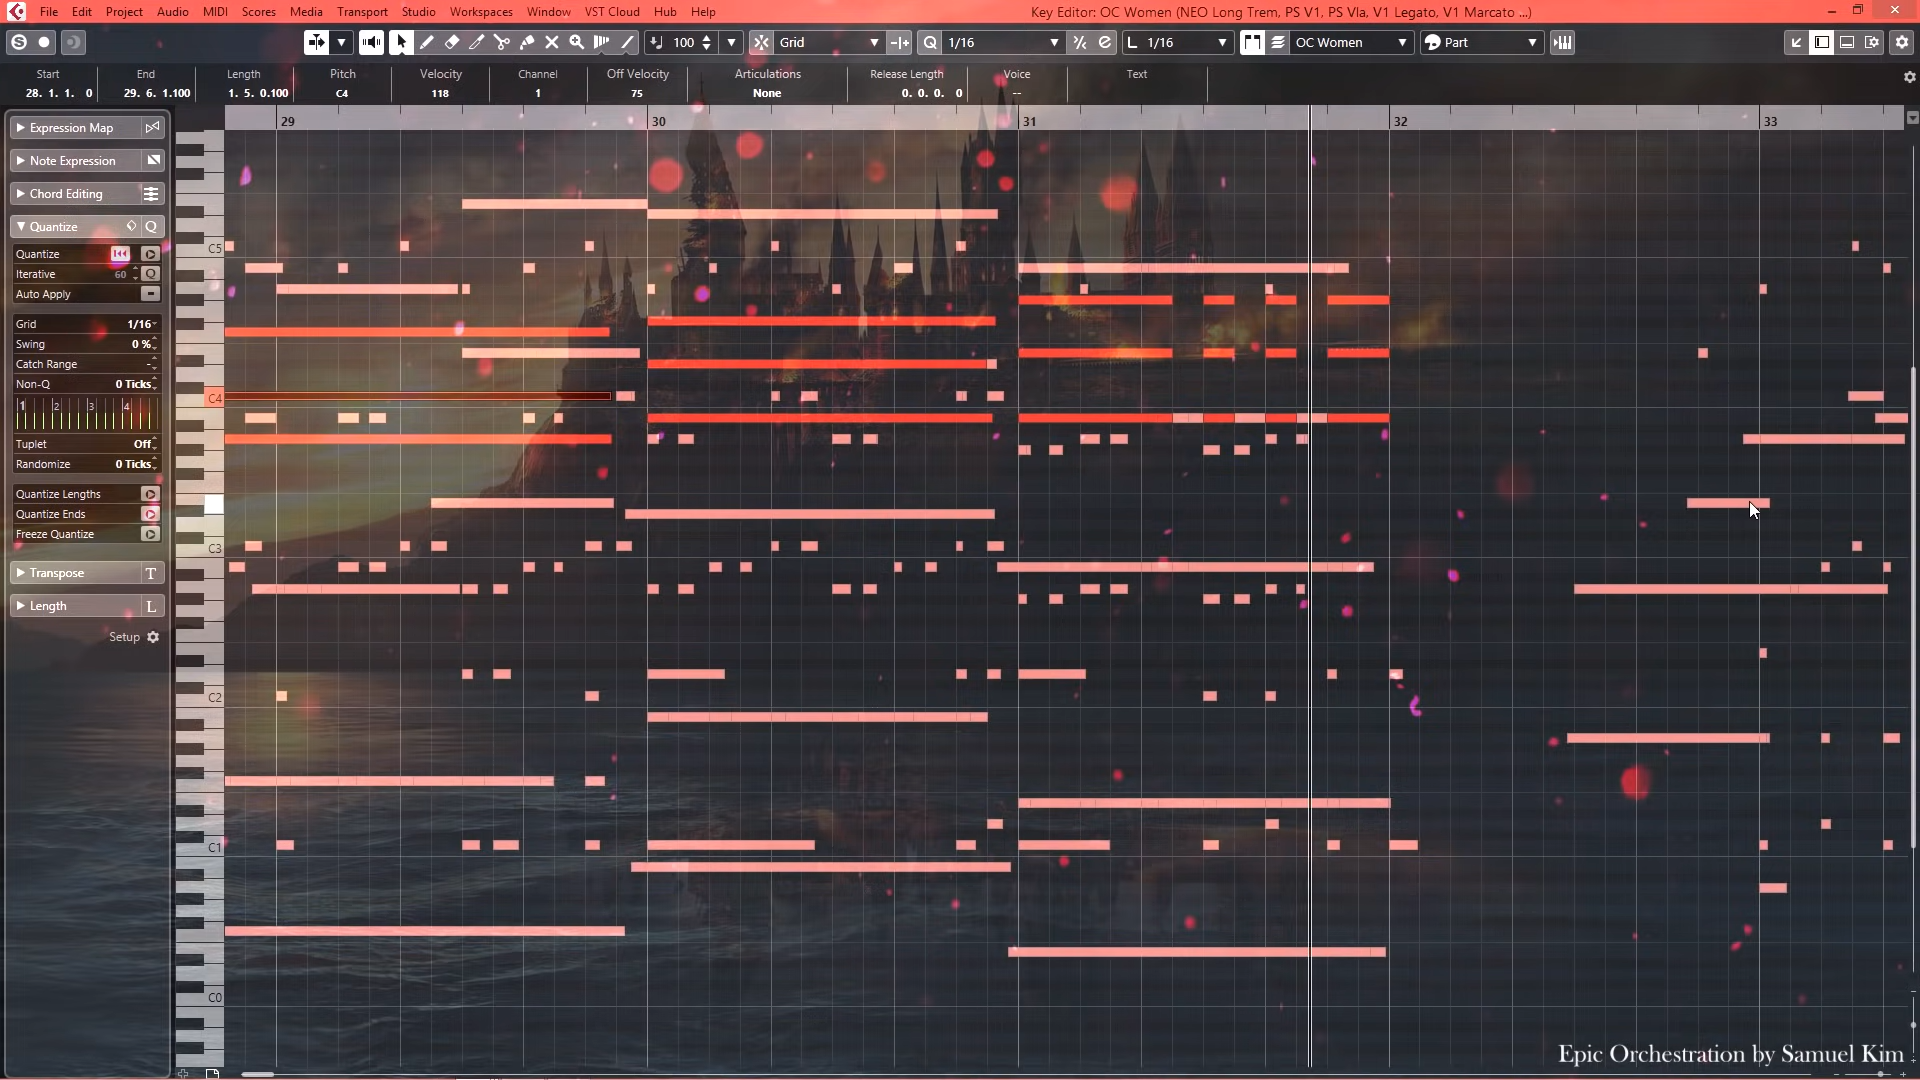 File Edit Project Audio MIDI Scores Media Transport Studio Workspaces Window VST Cloud Hub Help Key Editor: OC Women (NEO Long Trem, PS V1, PS Vla, V1 Legato, V1 Marcato ...)
S 100 Grid Q 1/16 L 1/16 OC Women Part
Start End Length Pitch Velocity Channel Off Velocity Articulations Release Length Voice Text
28. 1. 1. 0 29. 6. 1.100 1. 5. 0.100 C4 118 1 75 None 0. 0. 0. 0 --
29 30 31 32 33
Expression Map
Note Expression
Chord Editing
Quantize Q
Quantize
Iterative 60 Q
Auto Apply
Grid 1/16
Swing 0 %
Catch Range -
Non-Q 0 Ticks
1 2 3 4
Tuplet Off
Randomize 0 Ticks
Quantize Lengths
Quantize Ends
Freeze Quantize
Transpose T
Length L
Setup
C5
C4
C3
C2
C1
C0
Epic Orchestration by Samuel Kim